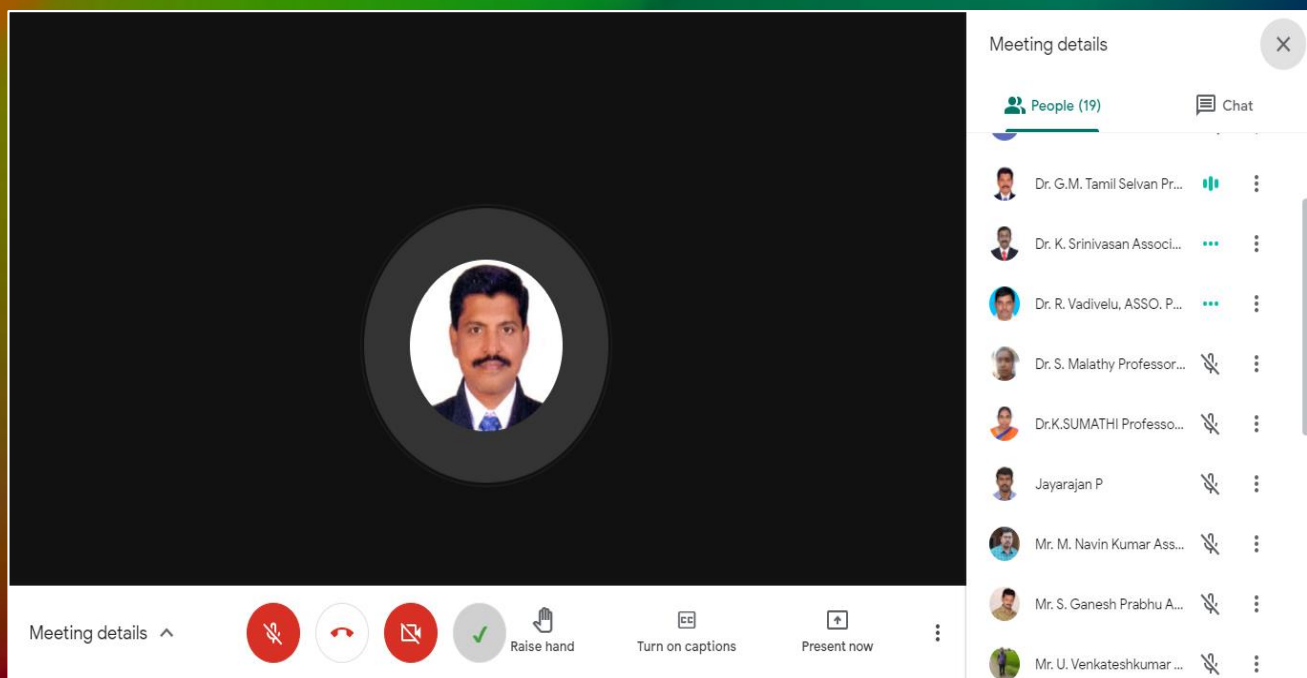 Meeting details
People (19)
Chat
Dr. G.M. Tamil Selvan Pr...
Dr. K. Srinivasan Associ...
Dr. R. Vadivelu, ASSO. P...
Dr. S. Malathy Professor...
Dr.K.SUMATHI Professo...
Jayarajan P
Mr. M. Navin Kumar Ass...
Mr. S. Ganesh Prabhu A...
Mr. U. Venkateshkumar ...
Meeting details
Raise hand
CC
Turn on captions
Present now